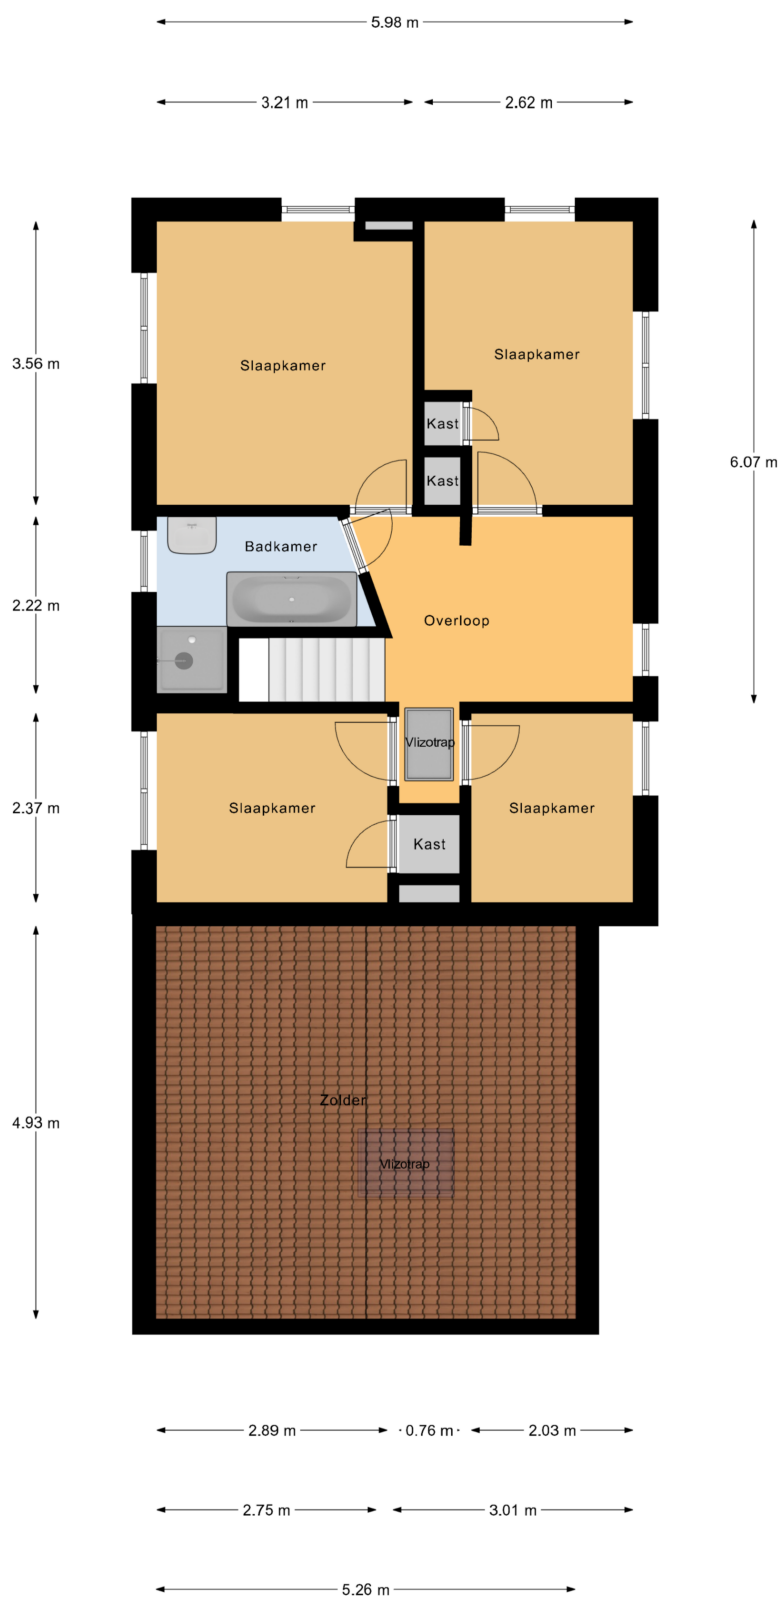 5.98 m
3.21 m
2.62 m
3.56 m
Slaapkamer
Slaapkamer
Kast
Kast
6.07 m
Badkamer
2.22 m
Overloop
Vlizotrap
2.37 m
Slaapkamer
Slaapkamer
Kast
Zolder
4.93 m
Vlizotrap
2.89 m
0.76 m
2.03 m
2.75 m
3.01 m
5.26 m